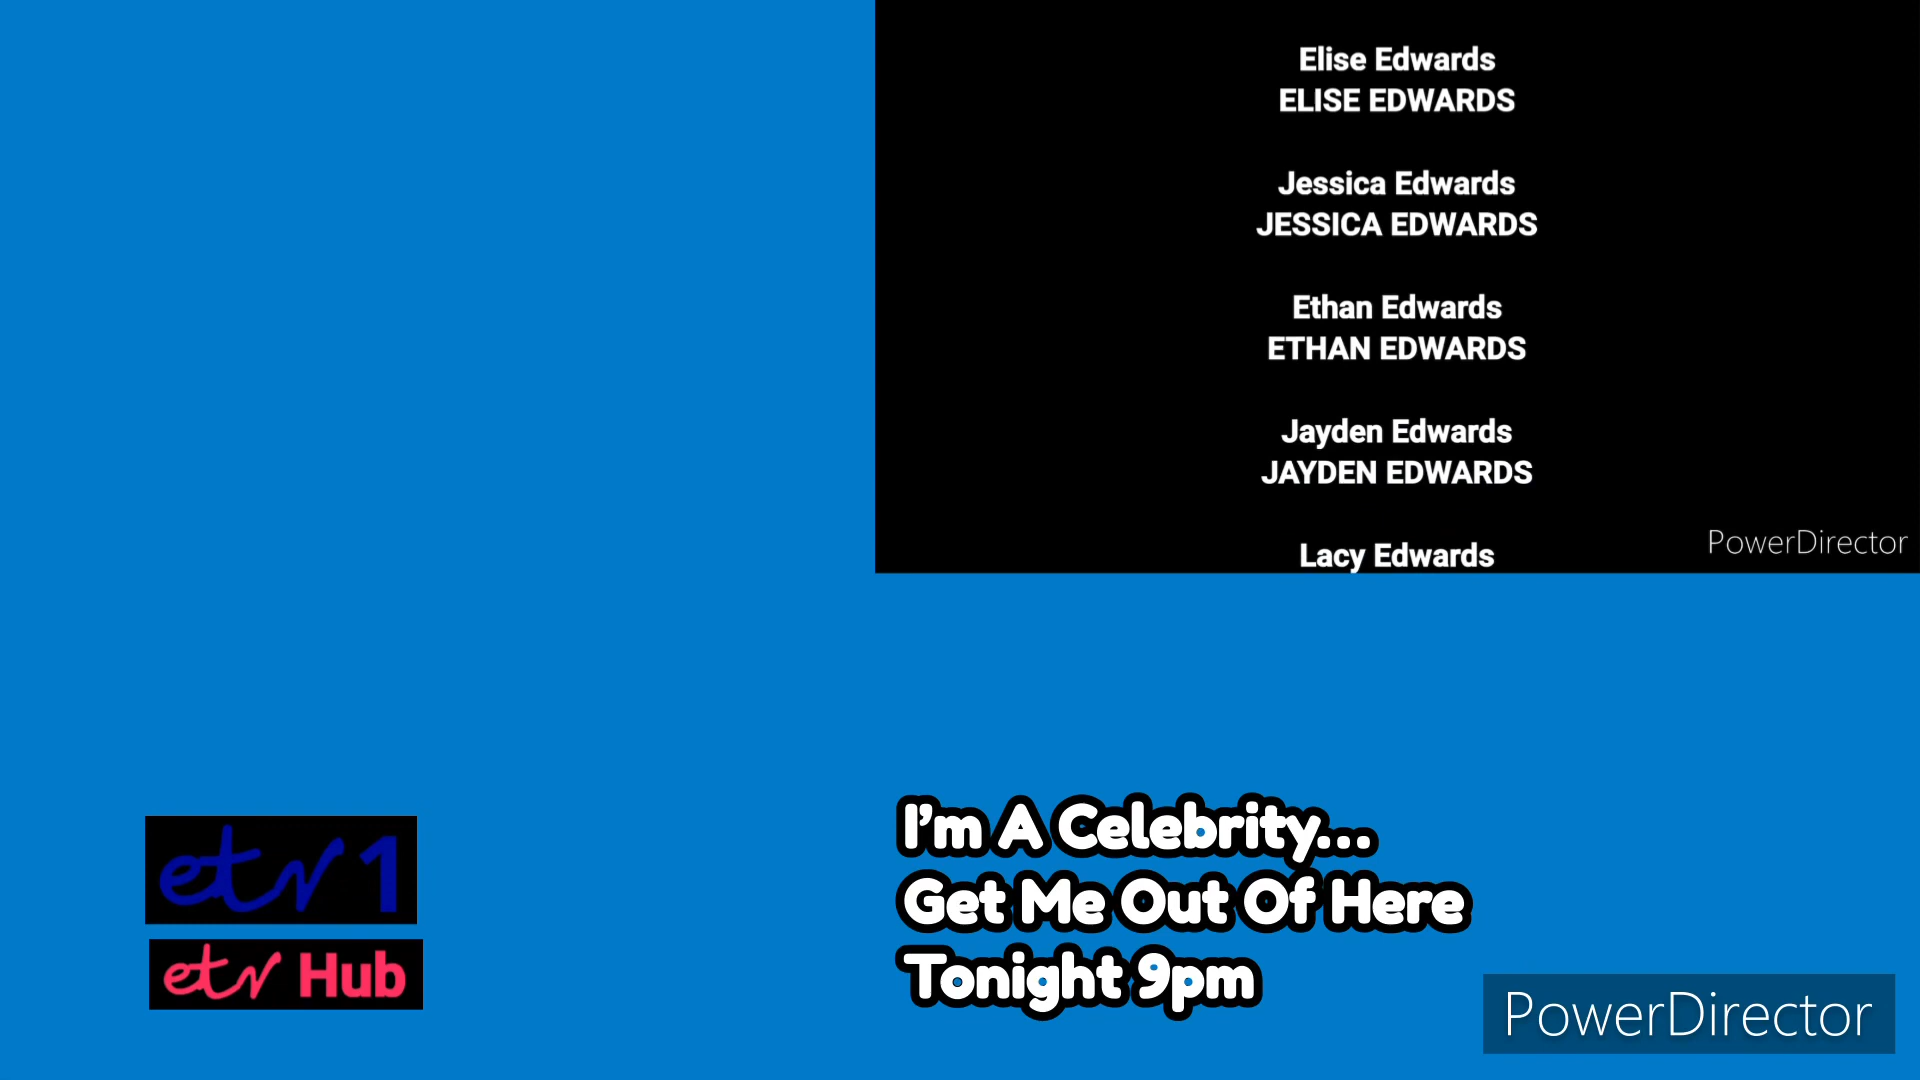 Elise Edwards
ELISE EDWARDS
Jessica Edwards
JESSICA EDWARDS
Ethan Edwards
ETHAN EDWARDS
Jayden Edwards
JAYDEN EDWARDS
Lacy Edwards
PowerDirector
etv 1
etv Hub
I'm A Celebrity...
Get Me Out Of Here
Tonight 9pm
PowerDirector